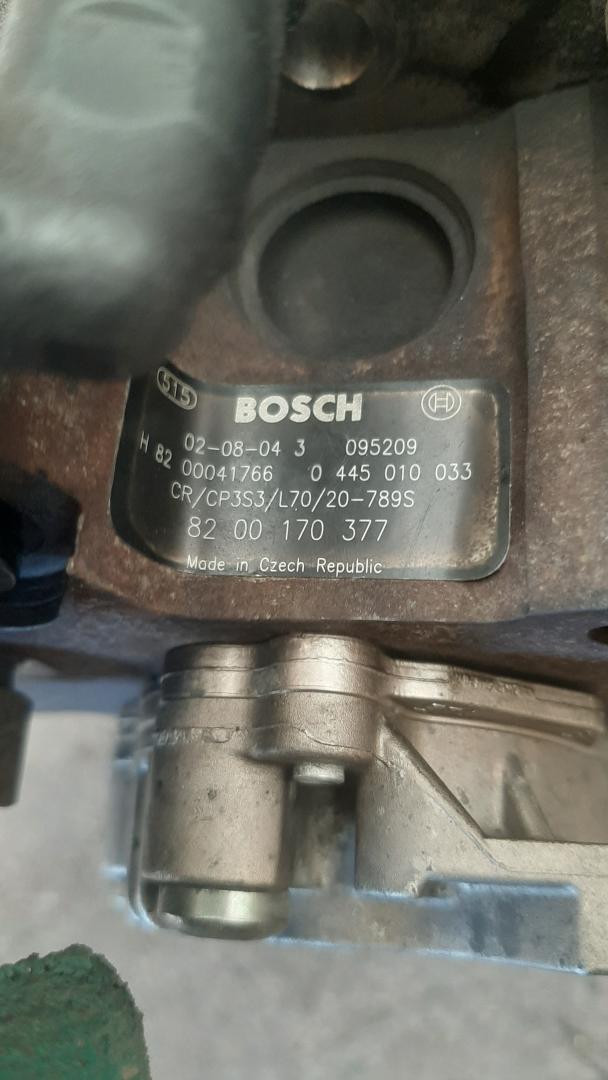 515 BOSCH
02-08-04 3 095209
H 82 00041766 0 445 010 033
CR/CP3S3/L70/20-789S
82 00 170 377
Made in Czech Republic